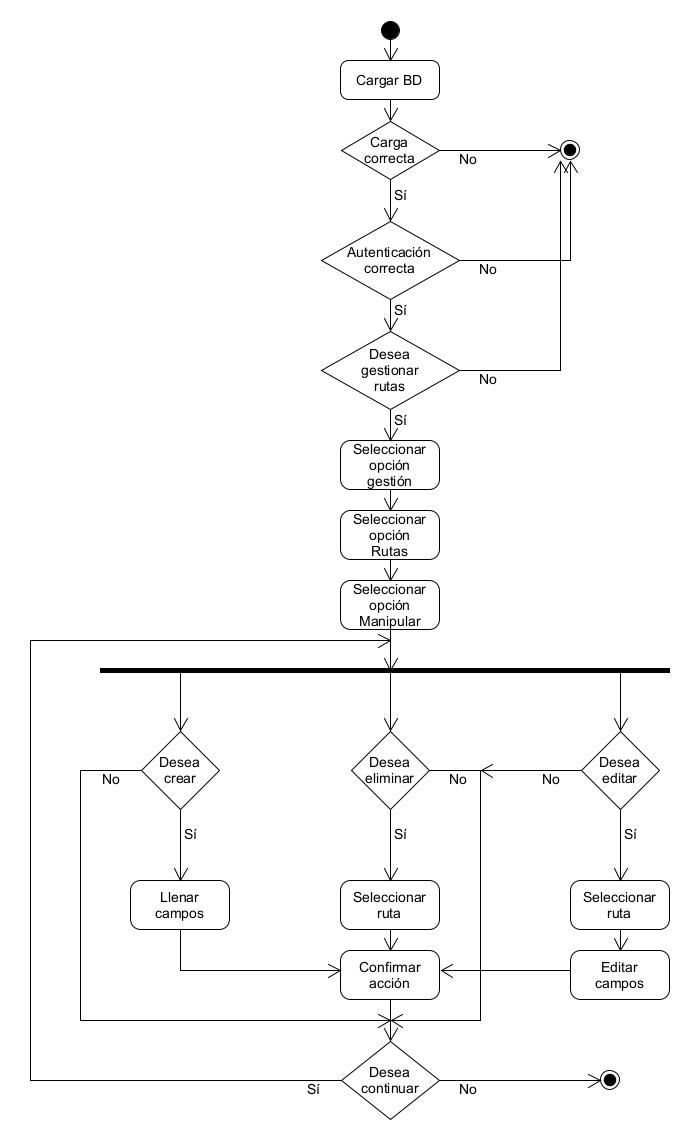 Cargar BD
Carga
correcta
No
Sí
Autenticación
correcta
No
Sí
Desea
gestionar
rutas
No
Sí
Seleccionar
opción
gestión
Seleccionar
opción
Rutas
Seleccionar
opción
Manipular
Desea
crear
No
Sí
Desea
eliminar
No
Sí
Desea
editar
No
Sí
Llenar
campos
Seleccionar
ruta
Seleccionar
ruta
Confirmar
acción
Editar
campos
Desea
continuar
Sí
No